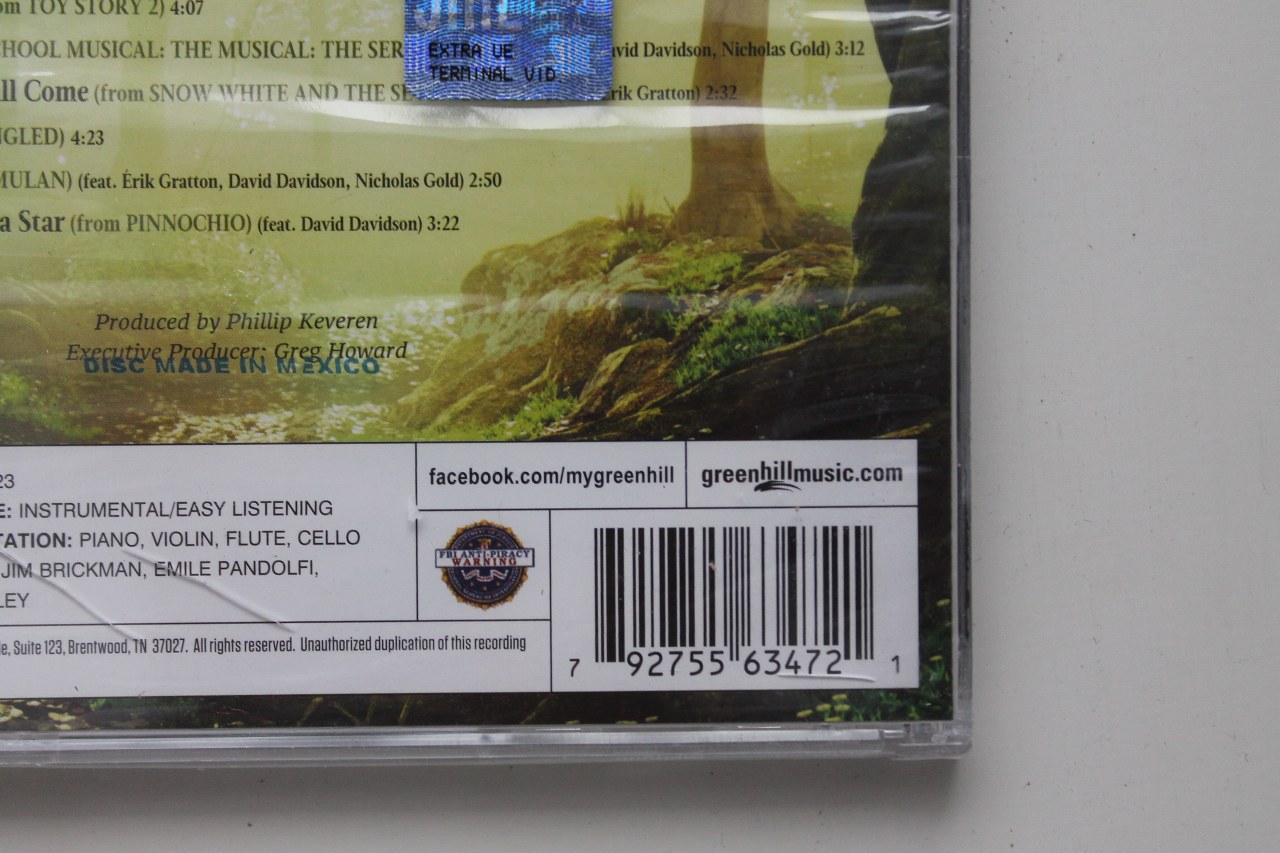 om TOY STORY 2) 4:07
CHOOL MUSICAL: THE MUSICAL: THE SER
EXTRA UE
TERMINAL VID
avid Davidson, Nicholas Gold) 3:12
ll Come (from SNOW WHITE AND THE SE
rik Gratton) 2:32
NGLED) 4:23
MULAN) (feat. Érik Gratton, David Davidson, Nicholas Gold) 2:50
a Star (from PINNOCHIO) (feat. David Davidson) 3:22
Produced by Phillip Keveren
Executive Producer: Greg Howard
DISC MADE IN MEXICO
23
E: INSTRUMENTAL/EASY LISTENING
TATION: PIANO, VIOLIN, FLUTE, CELLO
JIM BRICKMAN, EMILE PANDOLFI,
LEY
facebook.com/mygreenhill
greenhillmusic.com
FBI ANTI-PIRACY
WARNING
le, Suite 123, Brentwood, TN 37027. All rights reserved. Unauthorized duplication of this recording
7 92755 63472 1